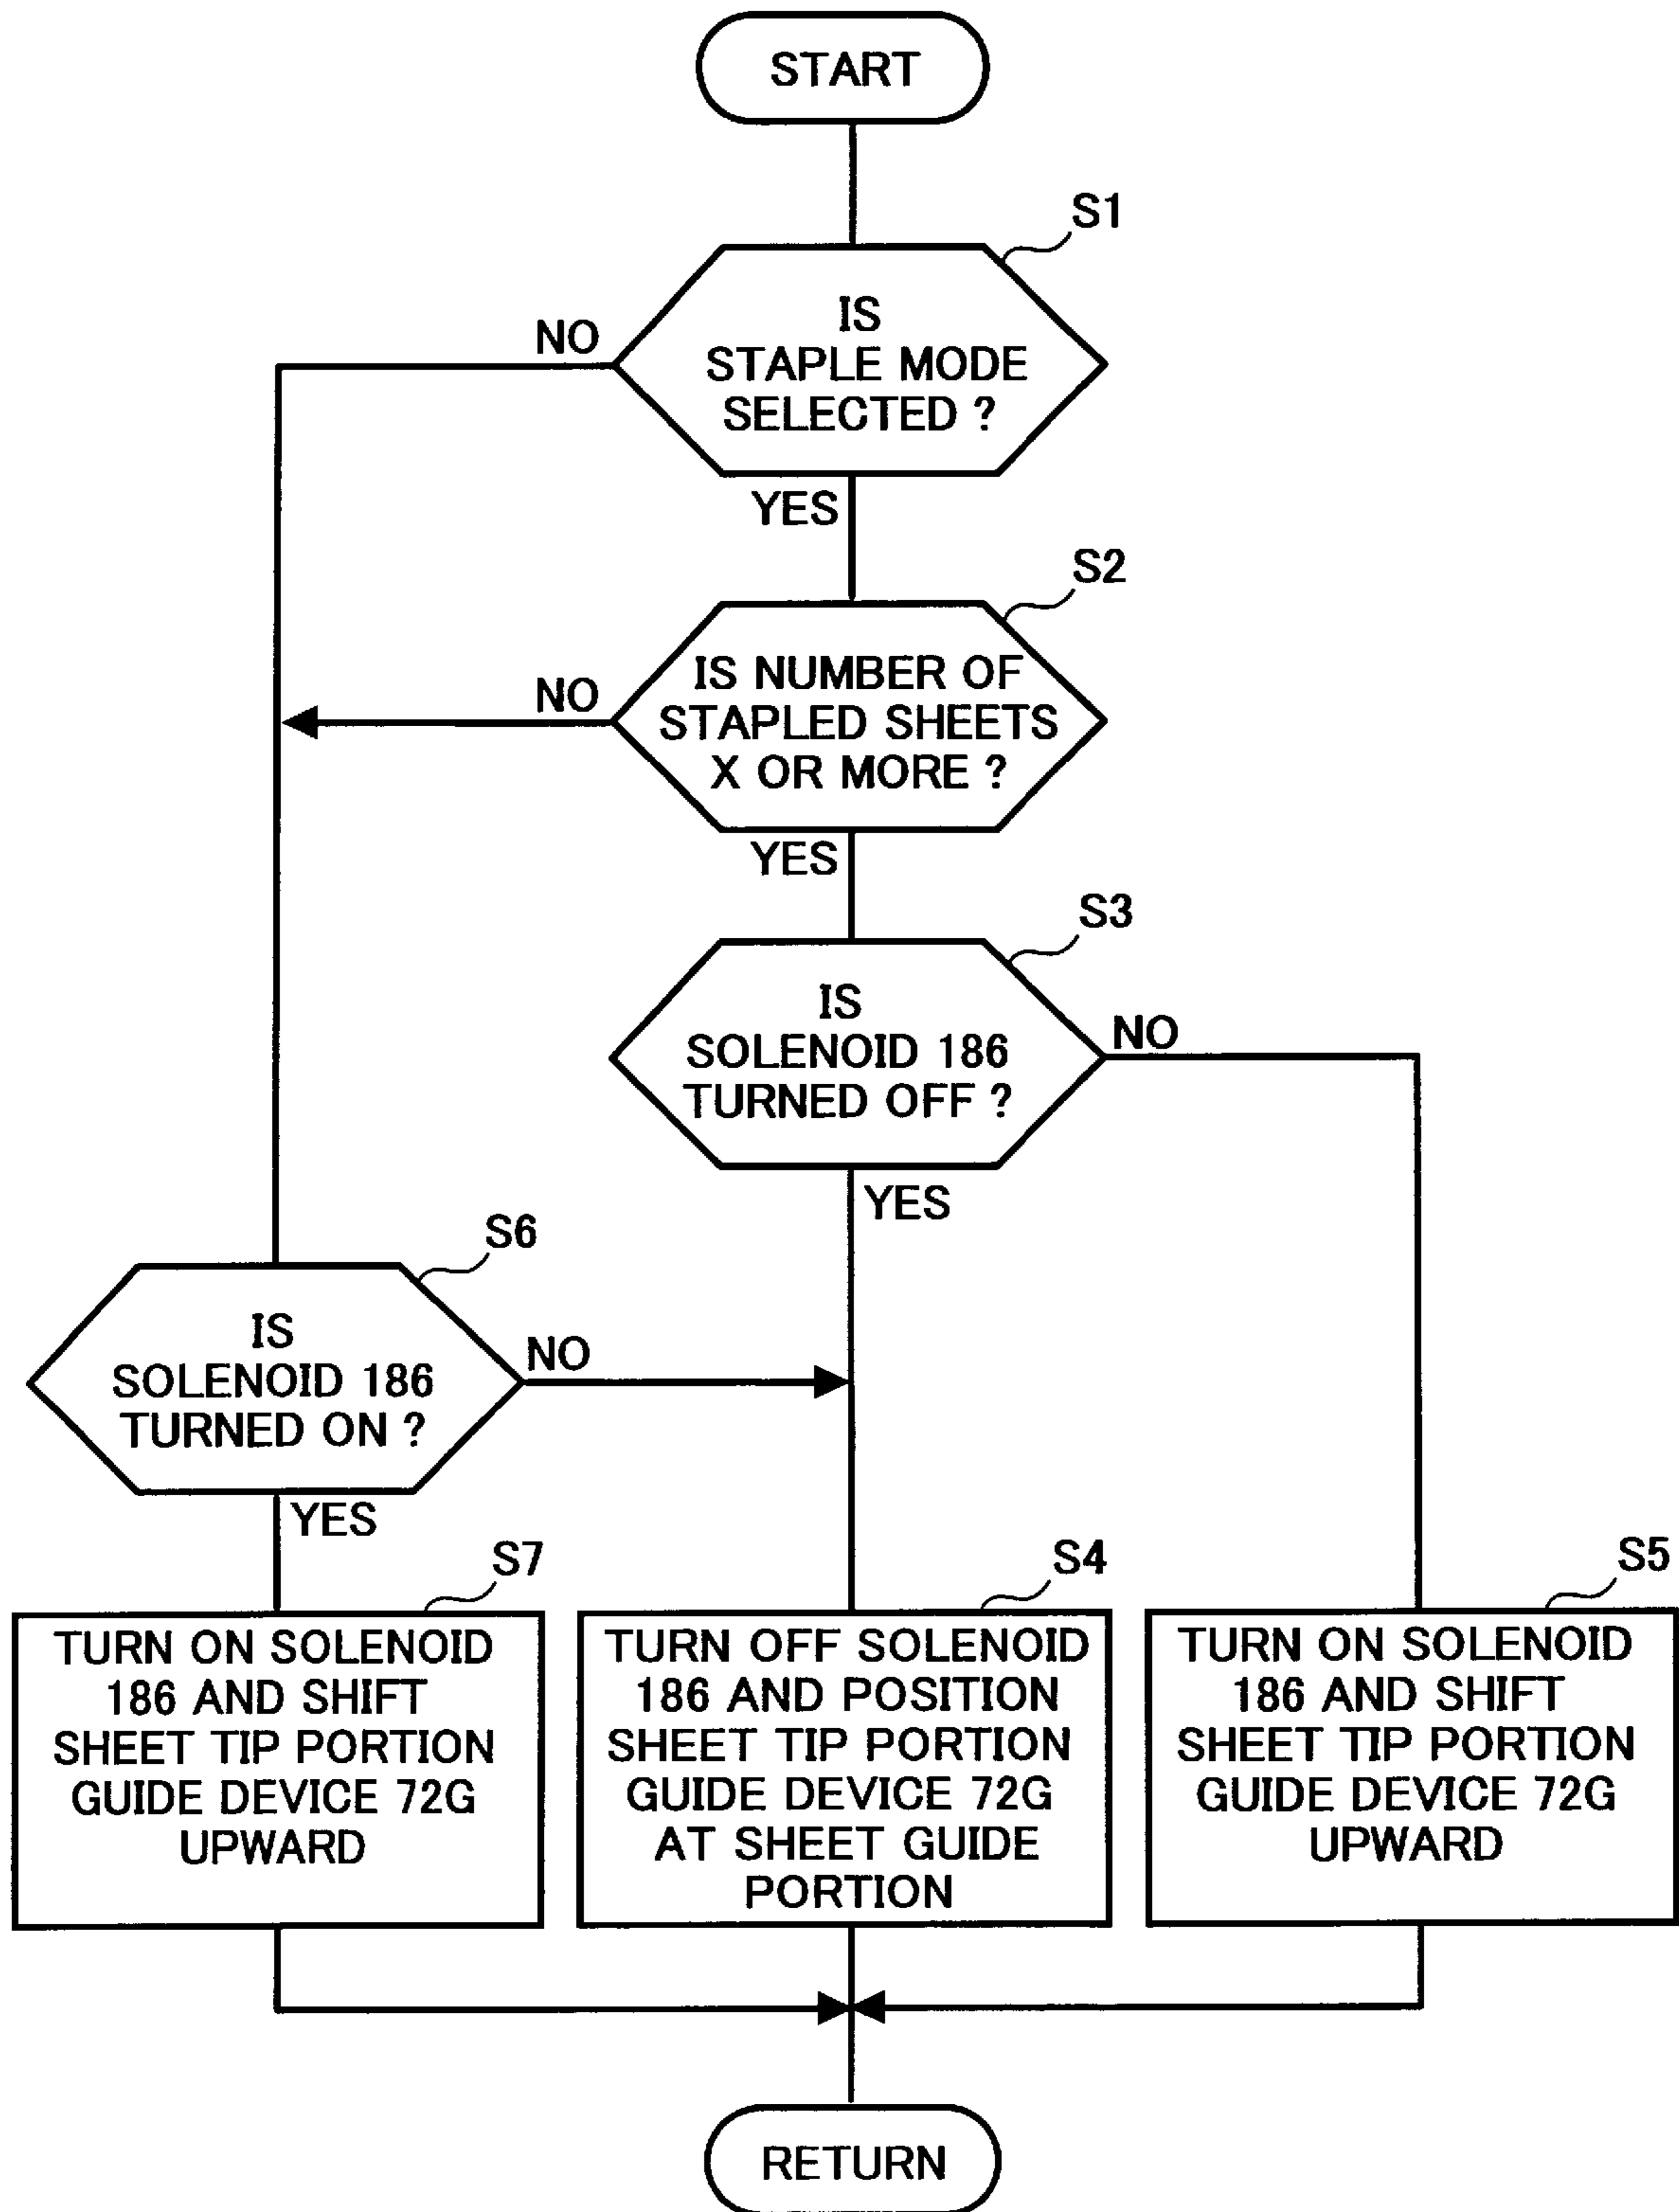 START
S1
IS
STAPLE MODE
SELECTED ?
NO
YES
S2
IS NUMBER OF
STAPLED SHEETS
X OR MORE ?
NO
YES
S3
IS
SOLENOID 186
TURNED OFF ?
NO
YES
S6
IS
SOLENOID 186
TURNED ON ?
NO
YES
S7
TURN ON SOLENOID
186 AND SHIFT
SHEET TIP PORTION
GUIDE DEVICE 72G
UPWARD
S4
TURN OFF SOLENOID
186 AND POSITION
SHEET TIP PORTION
GUIDE DEVICE 72G
AT SHEET GUIDE
PORTION
S5
TURN ON SOLENOID
186 AND SHIFT
SHEET TIP PORTION
GUIDE DEVICE 72G
UPWARD
RETURN